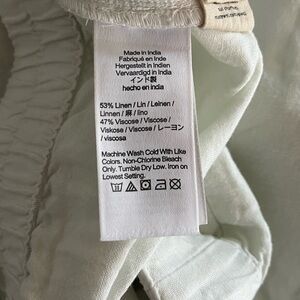 Made in India
Fabriqué en Inde
Hergestellt in Indien
Vervaardigd in India
インド製
hecho en india
53% Linen / Lin / Leinen /
Linnen / 麻 / lino
47% Viscose / Viscose /
Viskose / Viscose / レーヨン
/ viscosa
Machine Wash Cold With Like
Colors. Non-Chlorine Bleach
Only. Tumble Dry Low. Iron on
Lowest Setting.